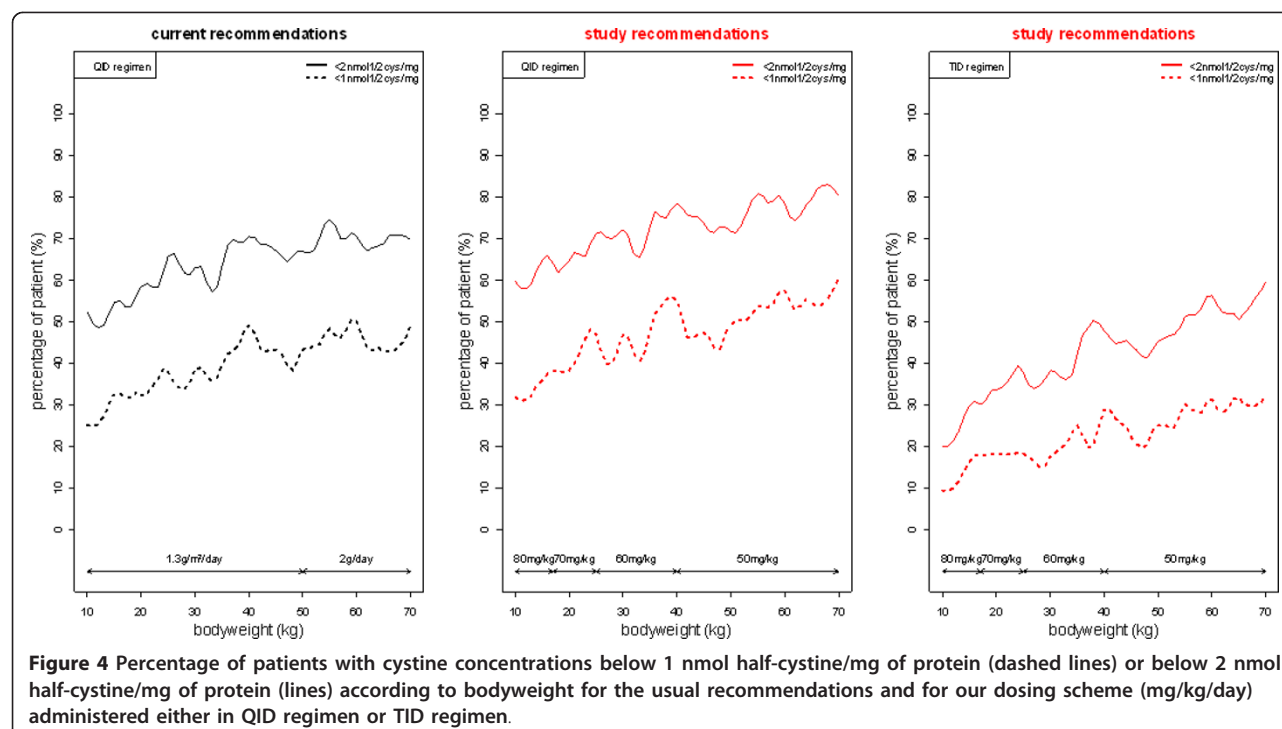 current recommendations
QID regimen
<2nmol1/2cys/mg
<1nmol1/2cys/mg
percentage of patient (%)
100
90
80
70
60
50
40
30
20
10
0
1.3g/m²/day
2g/day
10 20 30 40 50 60 70
bodyweight (kg)
study recommendations
QID regimen
<2nmol1/2cys/mg
<1nmol1/2cys/mg
percentage of patient (%)
100
90
80
70
60
50
40
30
20
10
0
80mg/kg 70mg/kg 60mg/kg 50mg/kg
10 20 30 40 50 60 70
bodyweight (kg)
study recommendations
TID regimen
<2nmol1/2cys/mg
<1nmol1/2cys/mg
percentage of patient (%)
100
90
80
70
60
50
40
30
20
10
0
80mg/kg 70mg/kg 60mg/kg 50mg/kg
10 20 30 40 50 60 70
bodyweight (kg)
Figure 4 Percentage of patients with cystine concentrations below 1 nmol half-cystine/mg of protein (dashed lines) or below 2 nmol
half-cystine/mg of protein (lines) according to bodyweight for the usual recommendations and for our dosing scheme (mg/kg/day)
administered either in QID regimen or TID regimen.